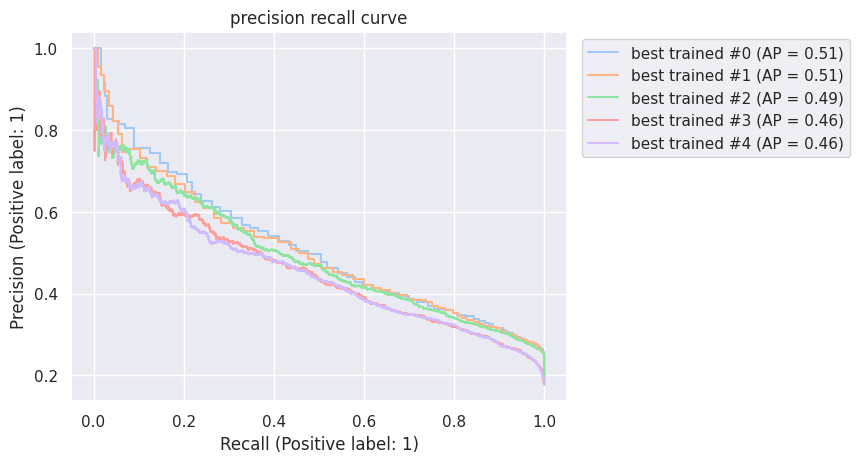 precision recall curve
Precision (Positive label: 1)
1.0
0.8
0.6
0.4
0.2
0.0
0.2
0.4
0.6
0.8
1.0
Recall (Positive label: 1)
best trained #0 (AP = 0.51)
best trained #1 (AP = 0.51)
best trained #2 (AP = 0.49)
best trained #3 (AP = 0.46)
best trained #4 (AP = 0.46)